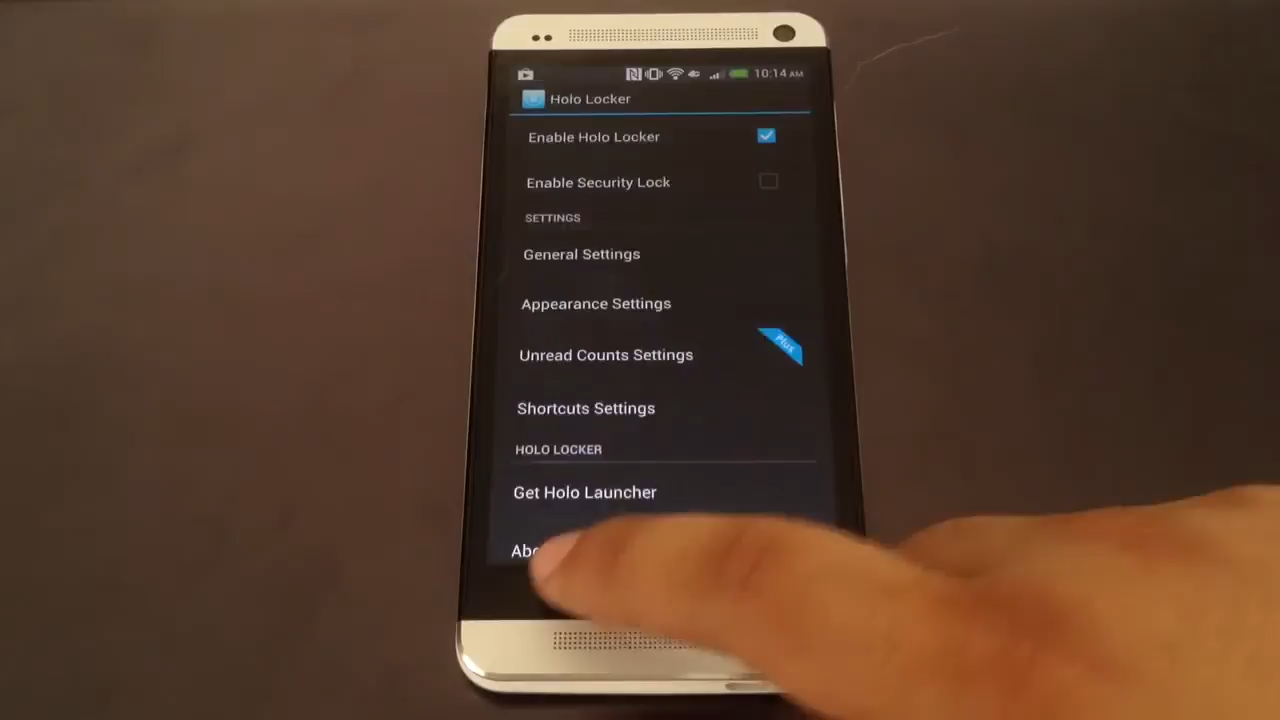 10:14 AM
Holo Locker
Enable Holo Locker
Enable Security Lock
SETTINGS
General Settings
Appearance Settings
Plus
Unread Counts Settings
Shortcuts Settings
HOLO LOCKER
Get Holo Launcher